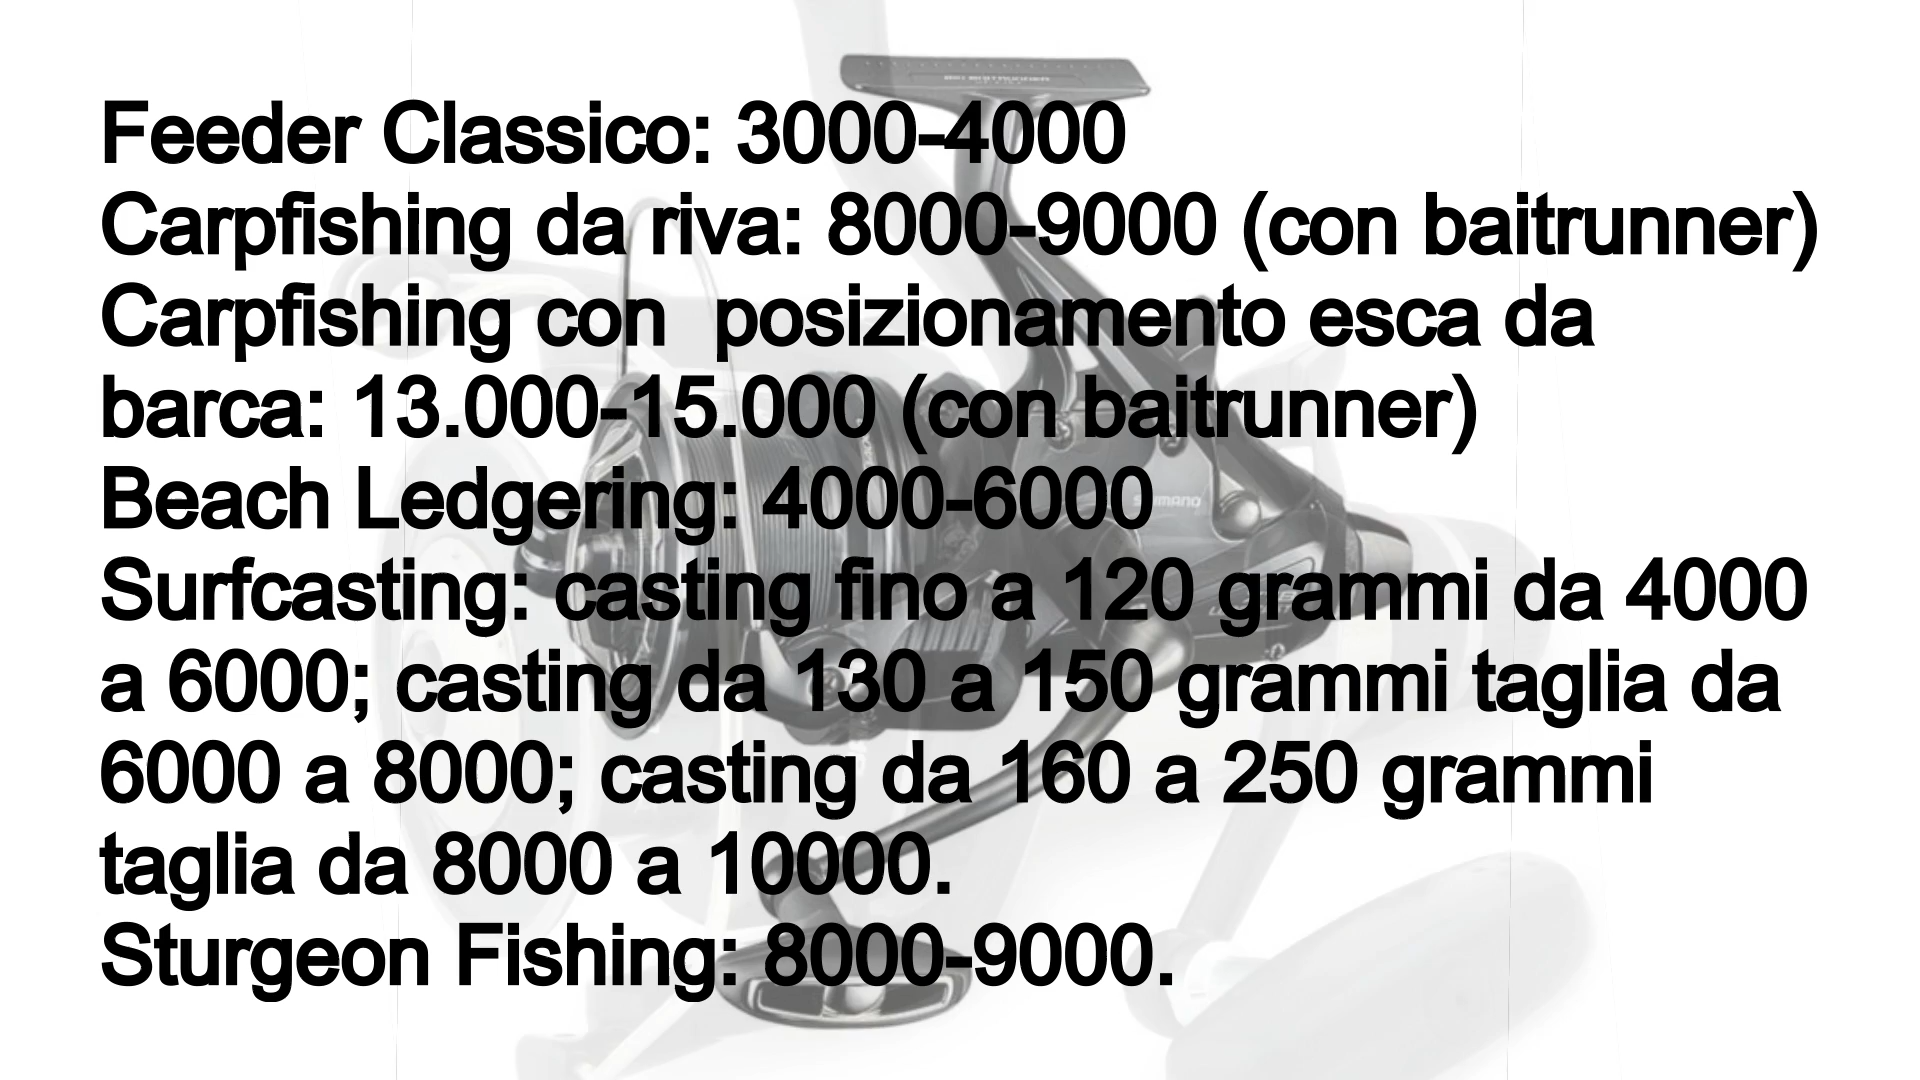 Feeder Classico: 3000-4000
Carpfishing da riva: 8000-9000 (con baitrunner)
Carpfishing con  posizionamento esca da
barca: 13.000-15.000 (con baitrunner)
Beach Ledgering: 4000-6000
Surfcasting: casting fino a 120 grammi da 4000
a 6000; casting da 130 a 150 grammi taglia da
6000 a 8000; casting da 160 a 250 grammi
taglia da 8000 a 10000.
Sturgeon Fishing: 8000-9000.